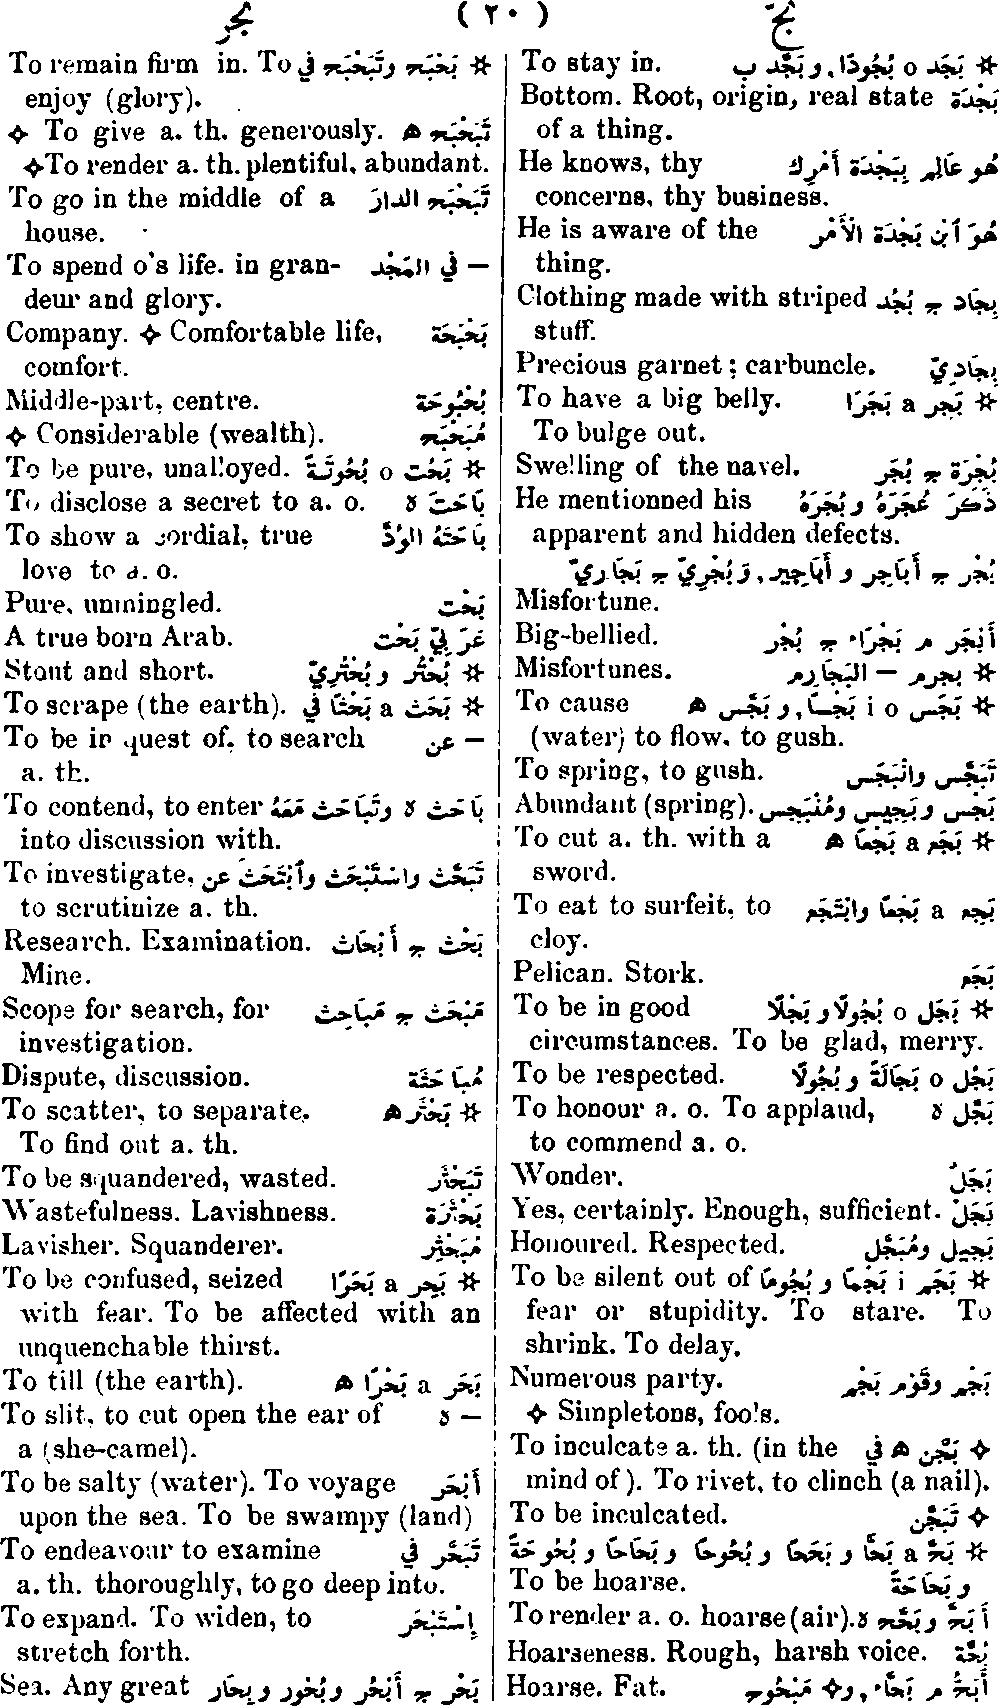 بجّ ( ٢٠ ) بحر
To stay in. ✲ بَجَد o بُجُودًا, وبَجَّد ب
Bottom. Root, origin, real state بَجْدَة
of a thing.
He knows, thy هُو عَالِم بِبَجْدَة أَمْرِك
concerns, thy business.
He is aware of the هُوَ ٱبْن بَجْدَة الأَمْر
thing.
Clothing made with striped بِجَاد ج بُجُد
stuff.
Precious garnet; carbuncle. بِجَادِيّ
To have a big belly. ✲ بَجِر a بَجَرًا
To bulge out.
Swelling of the navel. بُجْرَة ج بُجَر
He mentionned his ذَكَرَ عُجَرَهُ وبُجَرَهُ
apparent and hidden defects.
بُجْر ج أَبَاجِر و أَبَاجِير, وَبُجْرِيّ ج بَجَارِيّ
Misfortune.
Big-bellied. أَبْجَر م بَجْرَاء ج بُجْر
Misfortunes. ✲ بجرم – البَجَارِم
To cause ✲ بَجَس i o بَجْسًا, وبَجَّس ه
(water) to flow, to gush.
To spring, to gush. تَبَجَّس وانْبَجَس
Abundant (spring). بَجْس وبَجِيس ومُنْبَجِس
To cut a. th. with a ✲ بَجَم a بَجْمًا ه
sword.
To eat to surfeit, to بَجِم a بَجْمًا وابْتَجَم
cloy.
Pelican. Stork. بَجَم
To be in good ✲ بَجَل o بُجُولًا وبَجْلًا
circumstances. To be glad, merry.
To be respected. بَجُل o بَجَالَةً وبُجُولًا
To honour a. o. To applaud, بَجَّل ه
to commend a. o.
Wonder. بَجَلٌ
Yes, certainly. Enough, sufficient. بَجَلْ
Honoured. Respected. بَجِيل ومُبَجَّل
To be silent out of ✲ بَجَم i بَجْمًا وبُجُومًا
fear or stupidity. To stare. To
shrink. To delay.
Numerous party. بَجْم وقَوْم بَجْم
✧ Simpletons, fools.
To inculcate a. th. (in the ✧ بَجَّن ه في
mind of). To rivet, to clinch (a nail).
To be inculcated. ✧ تَبَجَّن
✲ بَحَّ a بَحًّا وبَحَحًا وبُحُوحًا وبَحَاحًا وبُحُوحَةً
To be hoarse. وبَحَاحَةً
To render a. o. hoarse (air). أَبَحَّ وبَحَّح ه
Hoarseness. Rough, harsh voice. بُحَّة
Hoarse. Fat. أَبَحُّ م بَحَّاء, و✧ مَبْحُوح
To remain firm in. To ✲ بَحْبَح وتَبَحْبَح في
enjoy (glory).
✧ To give a. th. generously. تَبَحْبَح ه
✧ To render a. th. plentiful, abundant.
To go in the middle of a تَبَحْبَح الدارَ
house.
To spend o's life. in gran- – في المَجْد
deur and glory.
Company. ✧ Comfortable life, بَحْبَحَة
comfort.
Middle-part, centre. بُحْبُوحَة
✧ Considerable (wealth). مُبَحْبَح
To be pure, unalloyed. ✲ بَحُت o بُحُوتَةً
To disclose a secret to a. o. بَاحَتَ ه
To show a cordial, true بَاحَتَهُ الوُدَّ
love to a. o.
Pure, unmingled. بَحْت
A true born Arab. عَرَبِيّ بَحْت
Stout and short. ✲ بُحْتُر وبُحْتُرِيّ
To scrape (the earth). ✲ بَحَث a بَحْثًا في
To be in quest of, to search – عن
a. th.
To contend, to enter بَاحَث ه وتَبَاحَث مَعَهُ
into discussion with.
To investigate, تَبَحَّث واسْتَبْحَث وٱبْتَحَث عن
to scrutinize a. th.
Research. Examination. بَحْث ج أَبْحَاث
Mine.
Scope for search, for مَبْحَث ج مَبَاحِث
investigation.
Dispute, discussion. مُبَاحَثَة
To scatter, to separate, ✲ بَحْثَر ه
To find out a. th.
To be squandered, wasted. تَبَحْثَر
Wastefulness. Lavishness. بَحْثَرَة
Lavisher. Squanderer. مُبَحْثِر
To be confused, seized ✲ بَحِر a بَحَرًا
with fear. To be affected with an
unquenchable thirst.
To till (the earth). بَحَر a بَحْرًا ه
To slit, to cut open the ear of – ه
a (she-camel).
To be salty (water). To voyage أَبْحَر
upon the sea. To be swampy (land)
To endeavour to examine تَبَحَّر في
a. th. thoroughly, to go deep into.
To expand. To widen, to إِسْتَبْحَر
stretch forth.
Sea. Any great بَحْر ج أَبْحُر وبُحُور وبِحَار